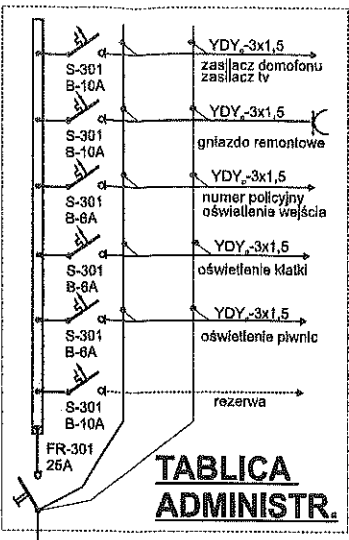 YDYp-3x1,5
zasilacz domofonu
zasilacz tv
S-301
B-10A
YDYp-3x1,5
gniazdo remontowe
S-301
B-10A
YDYp-3x1,5
numer policyjny
oświetlenie wejścia
S-301
B-6A
YDYp-3x1,5
oświetlenie klatki
S-301
B-6A
YDYp-3x1,5
oświetlenie piwnic
S-301
B-6A
rezerwa
S-301
B-10A
FR-301
25A
TABLICA
ADMINISTR.